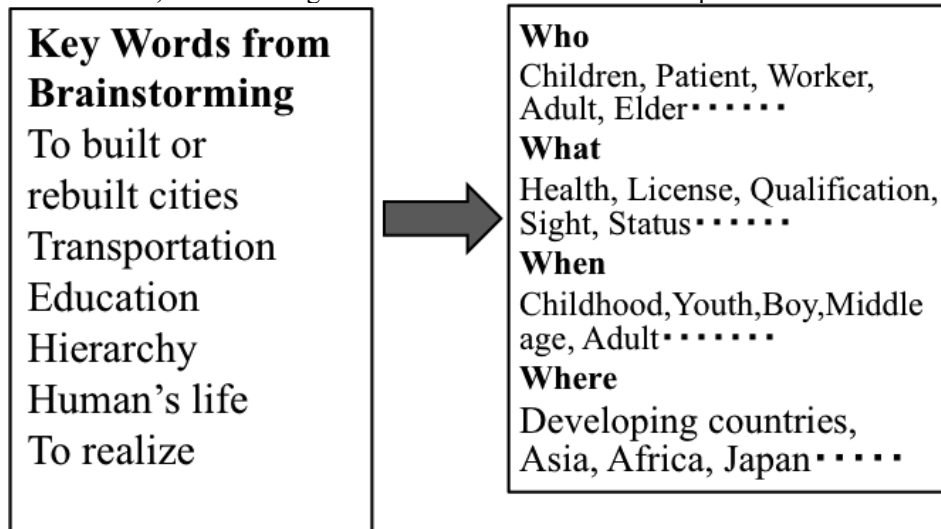 Key Words from
Brainstorming
To built or
rebuilt cities
Transportation
Education
Hierarchy
Human's life
To realize
Who
Children, Patient, Worker,
Adult, Elder･･････
What
Health, License, Qualification,
Sight, Status･･････
When
Childhood,Youth,Boy,Middle
age, Adult･･･････
Where
Developing countries,
Asia, Africa, Japan･････